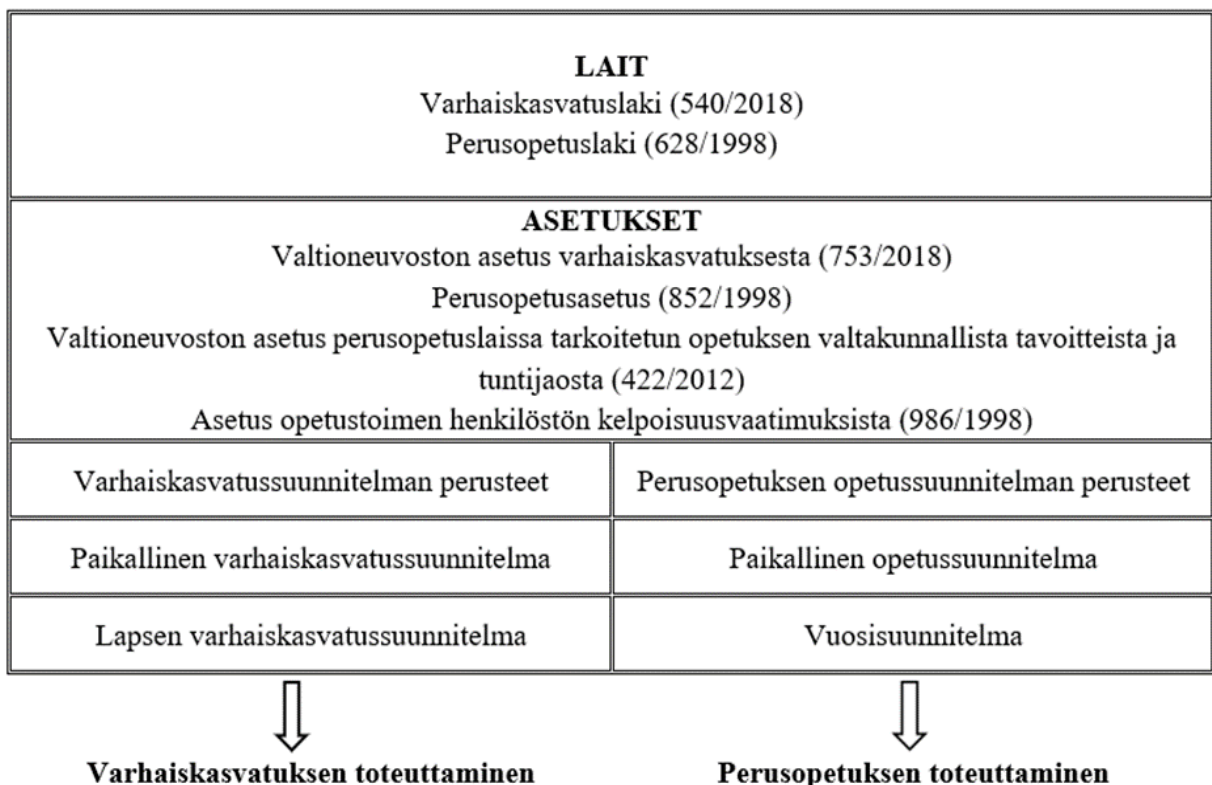 LAIT
Varhaiskasvatuslaki (540/2018)
Perusopetuslaki (628/1998)
ASETUKSET
Valtioneuvoston asetus varhaiskasvatuksesta (753/2018)
Perusopetusasetus (852/1998)
Valtioneuvoston asetus perusopetuslaissa tarkoitetun opetuksen valtakunnallista tavoitteista ja
tuntijaosta (422/2012)
Asetus opetustoimen henkilöstön kelpoisuusvaatimuksista (986/1998)
Varhaiskasvatussuunnitelman perusteet
Perusopetuksen opetussuunnitelman perusteet
Paikallinen varhaiskasvatussuunnitelma
Paikallinen opetussuunnitelma
Lapsen varhaiskasvatussuunnitelma
Vuosisuunnitelma
Varhaiskasvatuksen toteuttaminen
Perusopetuksen toteuttaminen